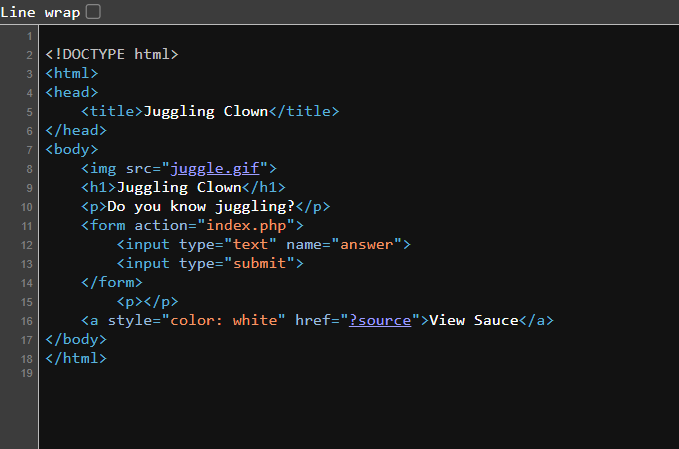 Line wrap
1
2 <!DOCTYPE html>
3 <html>
4 <head>
5     <title>Juggling Clown</title>
6 </head>
7 <body>
8     <img src="juggle.gif">
9     <h1>Juggling Clown</h1>
10     <p>Do you know juggling?</p>
11     <form action="index.php">
12         <input type="text" name="answer">
13         <input type="submit">
14     </form>
15         <p></p>
16     <a style="color: white" href="?source">View Sauce</a>
17 </body>
18 </html>
19